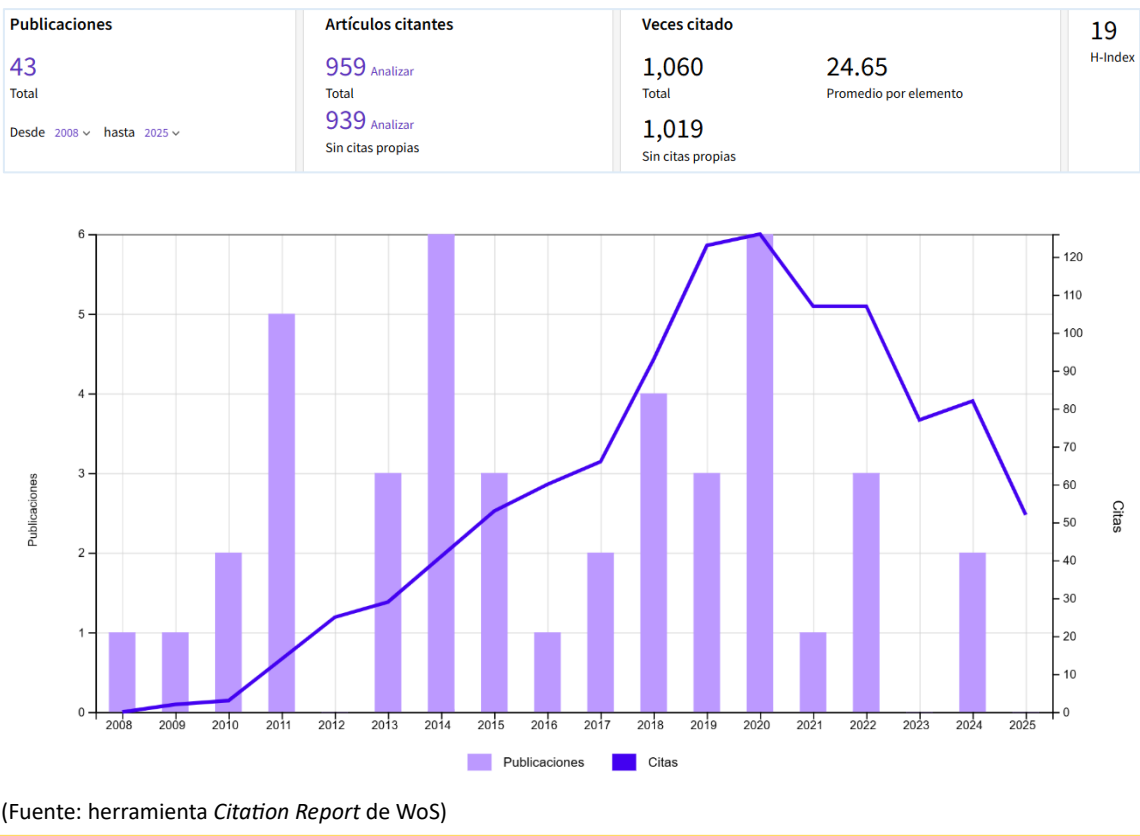 Publicaciones
43
Total
Desde 2008 hasta 2025
Artículos citantes
959 Analizar
Total
939 Analizar
Sin citas propias
Veces citado
1,060
Total
24.65
Promedio por elemento
1,019
Sin citas propias
19
H-Index
6
5
4
3
2
1
0
Publicaciones
120
110
100
90
80
70
60
50
40
30
20
10
0
Citas
2008 2009 2010 2011 2012 2013 2014 2015 2016 2017 2018 2019 2020 2021 2022 2023 2024 2025
Publicaciones Citas
(Fuente: herramienta Citation Report de WoS)